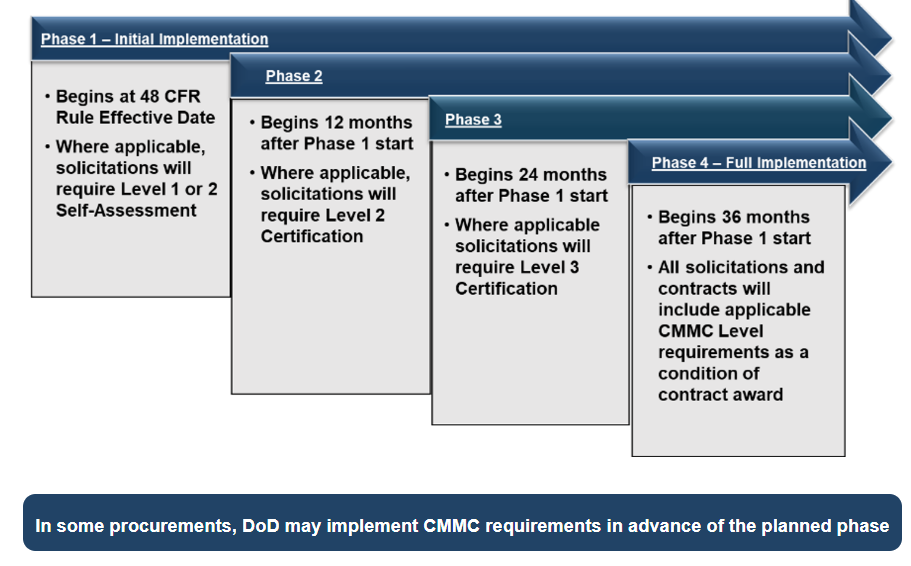 Phase 1 – Initial Implementation
• Begins at 48 CFR
Rule Effective Date
• Where applicable,
solicitations will
require Level 1 or 2
Self-Assessment
Phase 2
• Begins 12 months
after Phase 1 start
• Where applicable,
solicitations will
require Level 2
Certification
Phase 3
• Begins 24 months
after Phase 1 start
• Where applicable
solicitations will
require Level 3
Certification
Phase 4 – Full Implementation
• Begins 36 months
after Phase 1 start
• All solicitations and
contracts will
include applicable
CMMC Level
requirements as a
condition of
contract award
In some procurements, DoD may implement CMMC requirements in advance of the planned phase